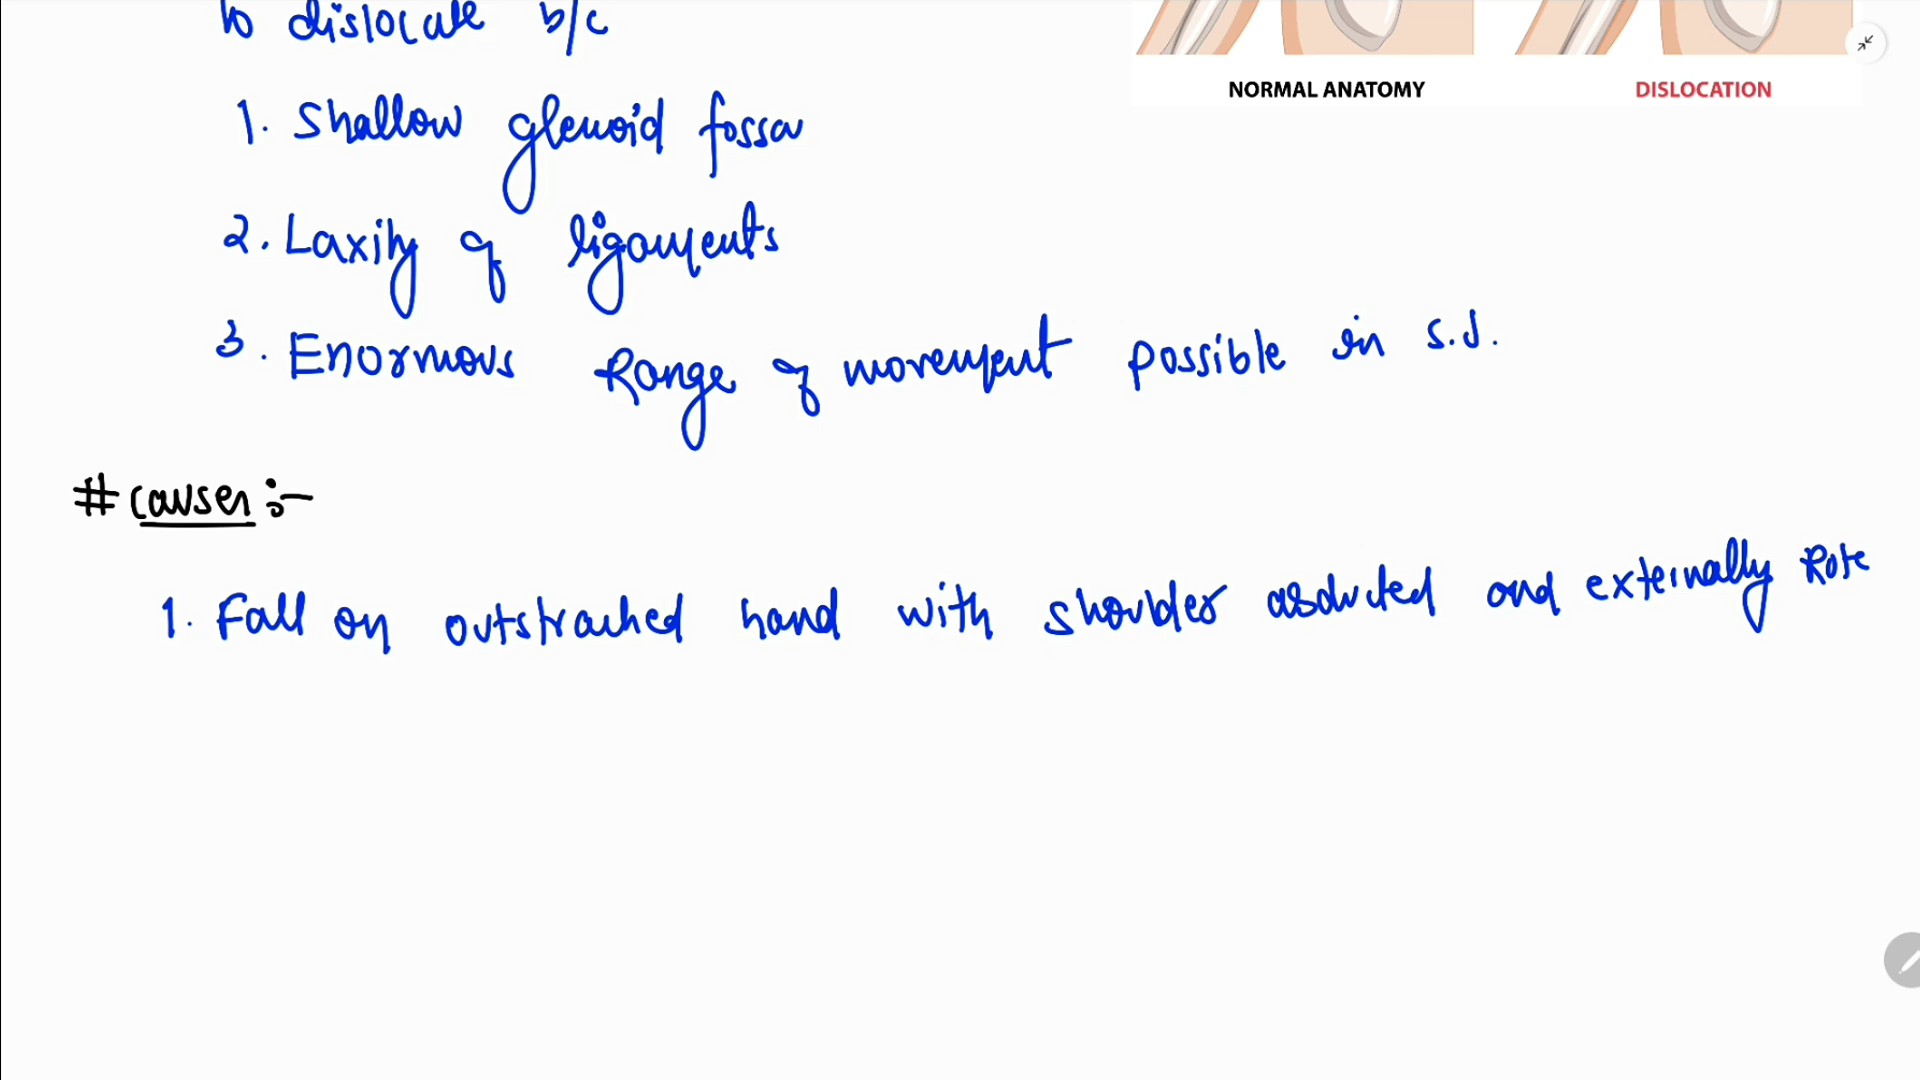 to dislocate b/c
NORMAL ANATOMY
DISLOCATION
1. Shallow glenoid fossa
2. Laxity of ligaments
3. Enormous Range of movement possible in S.J.
# Causes :-
1. Fall on outstrached hand with shoulder abducted and externally Rote